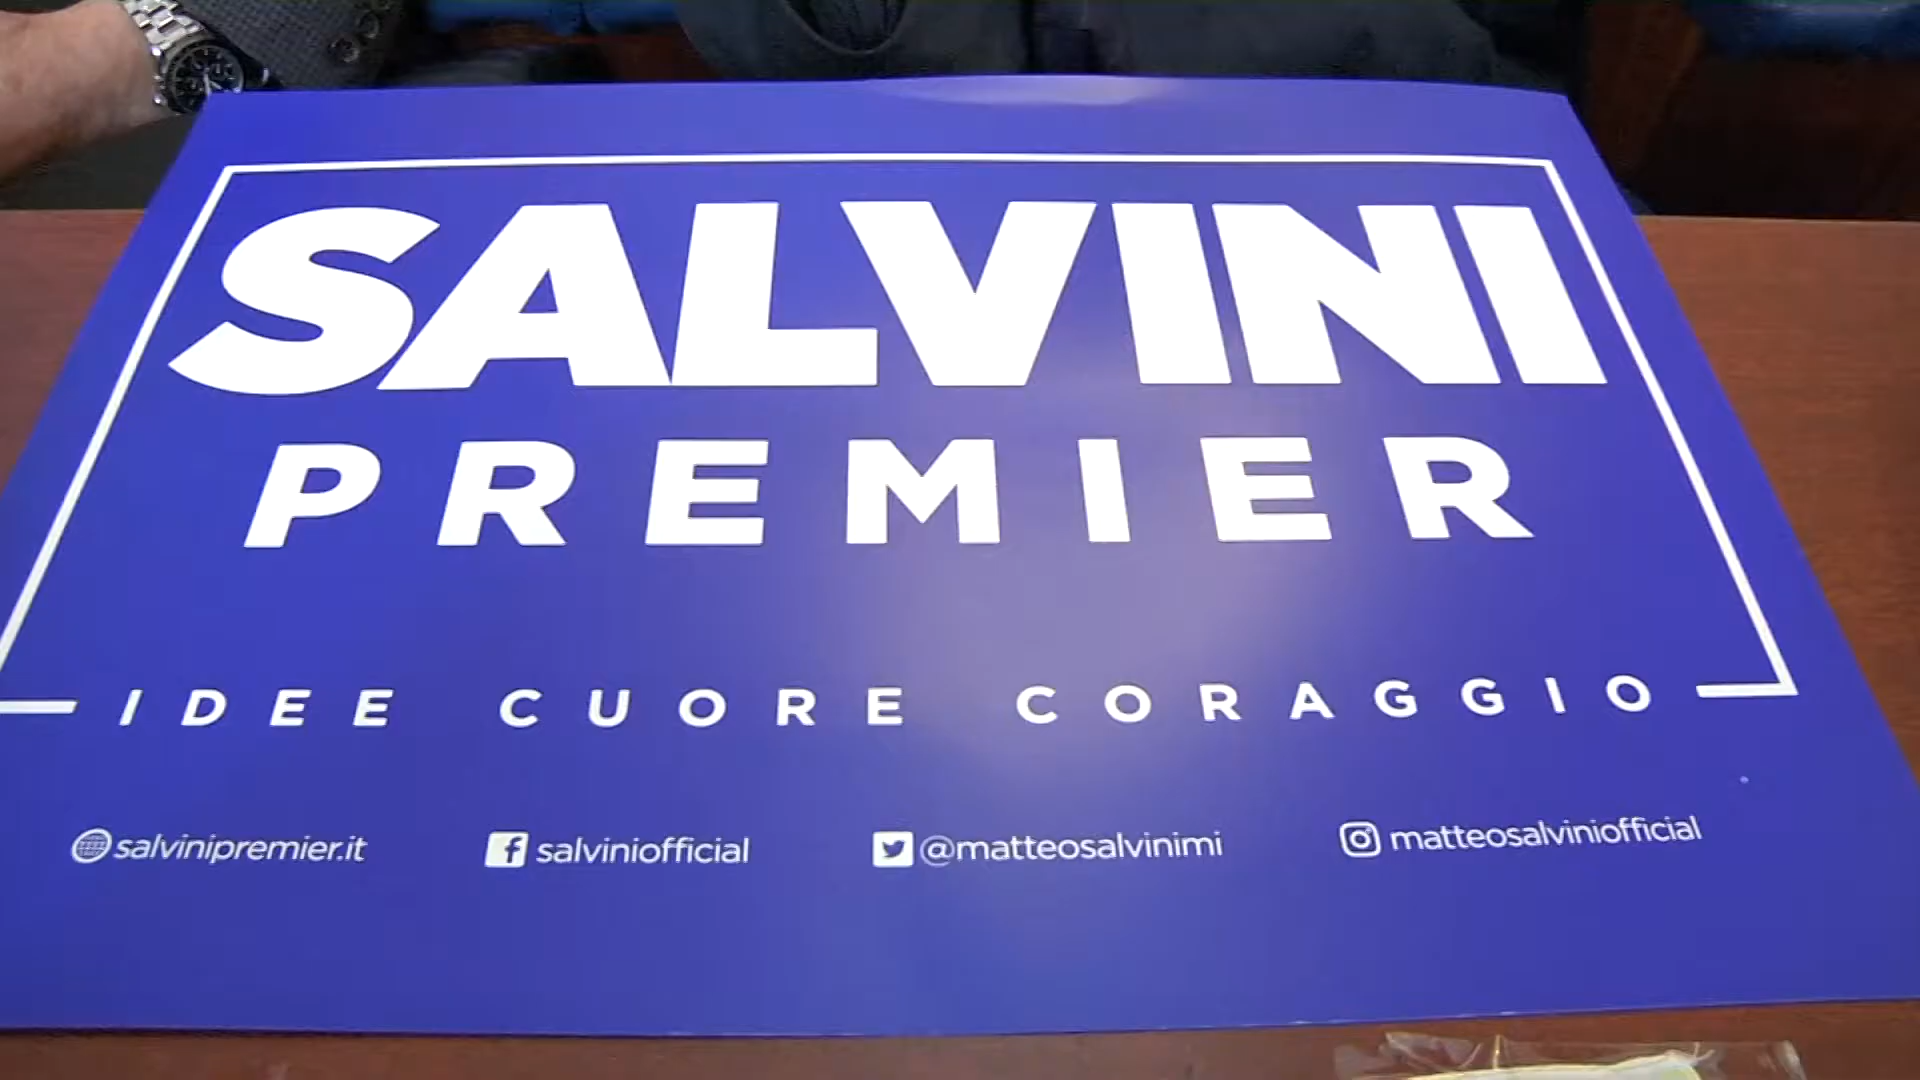 SALVINI
PREMIER
IDEE CUORE CORAGGIO
salvinipremier.it salviniofficial @matteosalvinimi matteosalviniofficial